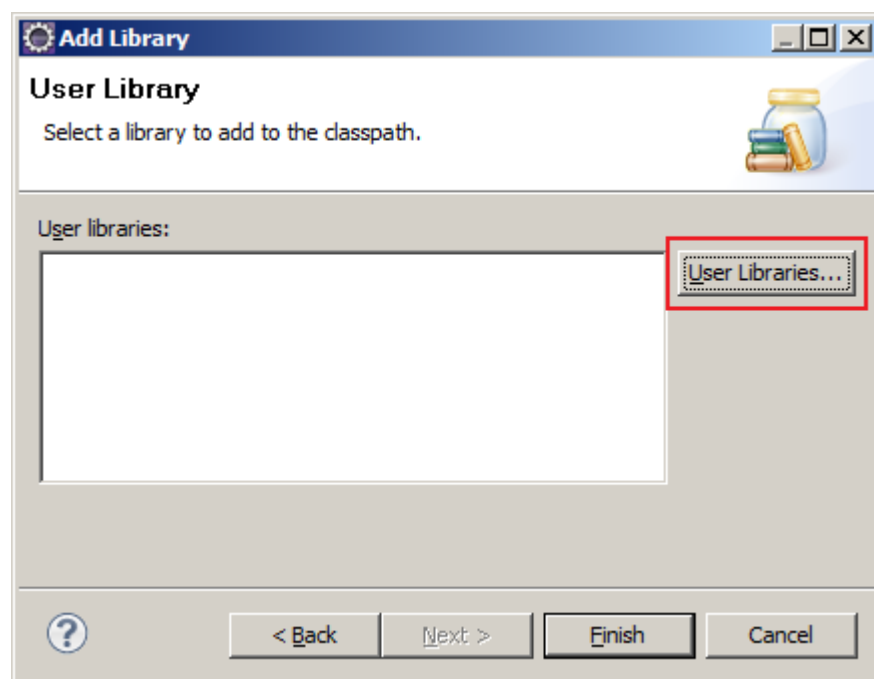 Add Library
User Library
Select a library to add to the classpath.
User libraries:
User Libraries...
< Back
Next >
Finish
Cancel